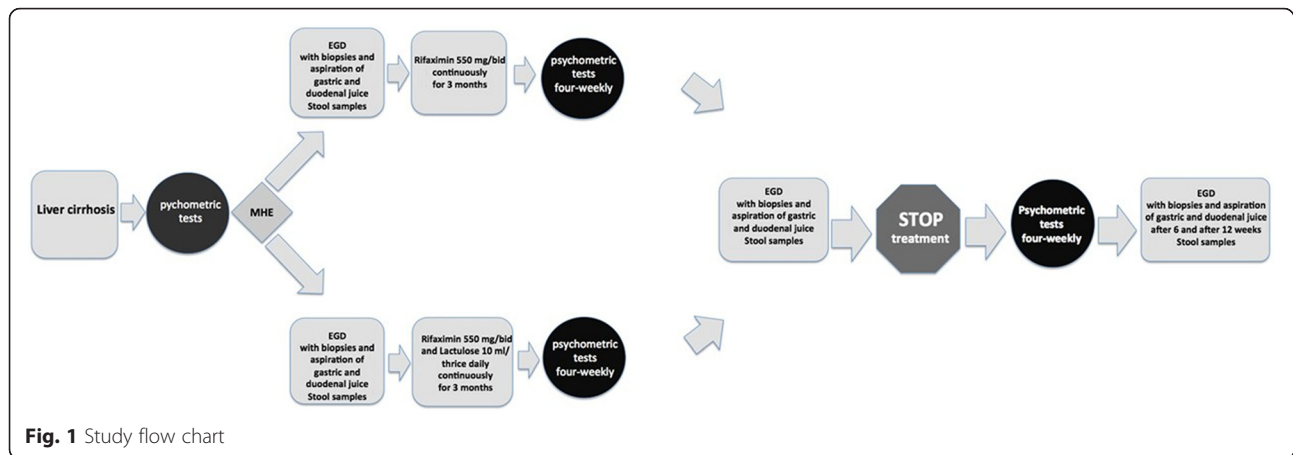 Liver cirrhosis
pychometric
tests
MHE
EGD
with biopsies and
aspiration of
gastric and
duodenal juice
Stool samples
Rifaximin 550 mg/bid
continuously
for 3 months
psychometric
tests
four-weekly
EGD
with biopsies and
aspiration of
gastric and
duodenal juice
Stool samples
Rifaximin 550 mg/bid
and Lactulose 10 ml/
thrice daily
continuously
for 3 months
psychometric
tests
four-weekly
EGD
with biopsies and
aspiration of gastric
and duodenal juice
Stool samples
STOP
treatment
Psychometric
tests
four-weekly
EGD
with biopsies and aspiration
of gastric and duodenal juice
after 6 and after 12 weeks
Stool samples
Fig. 1 Study flow chart